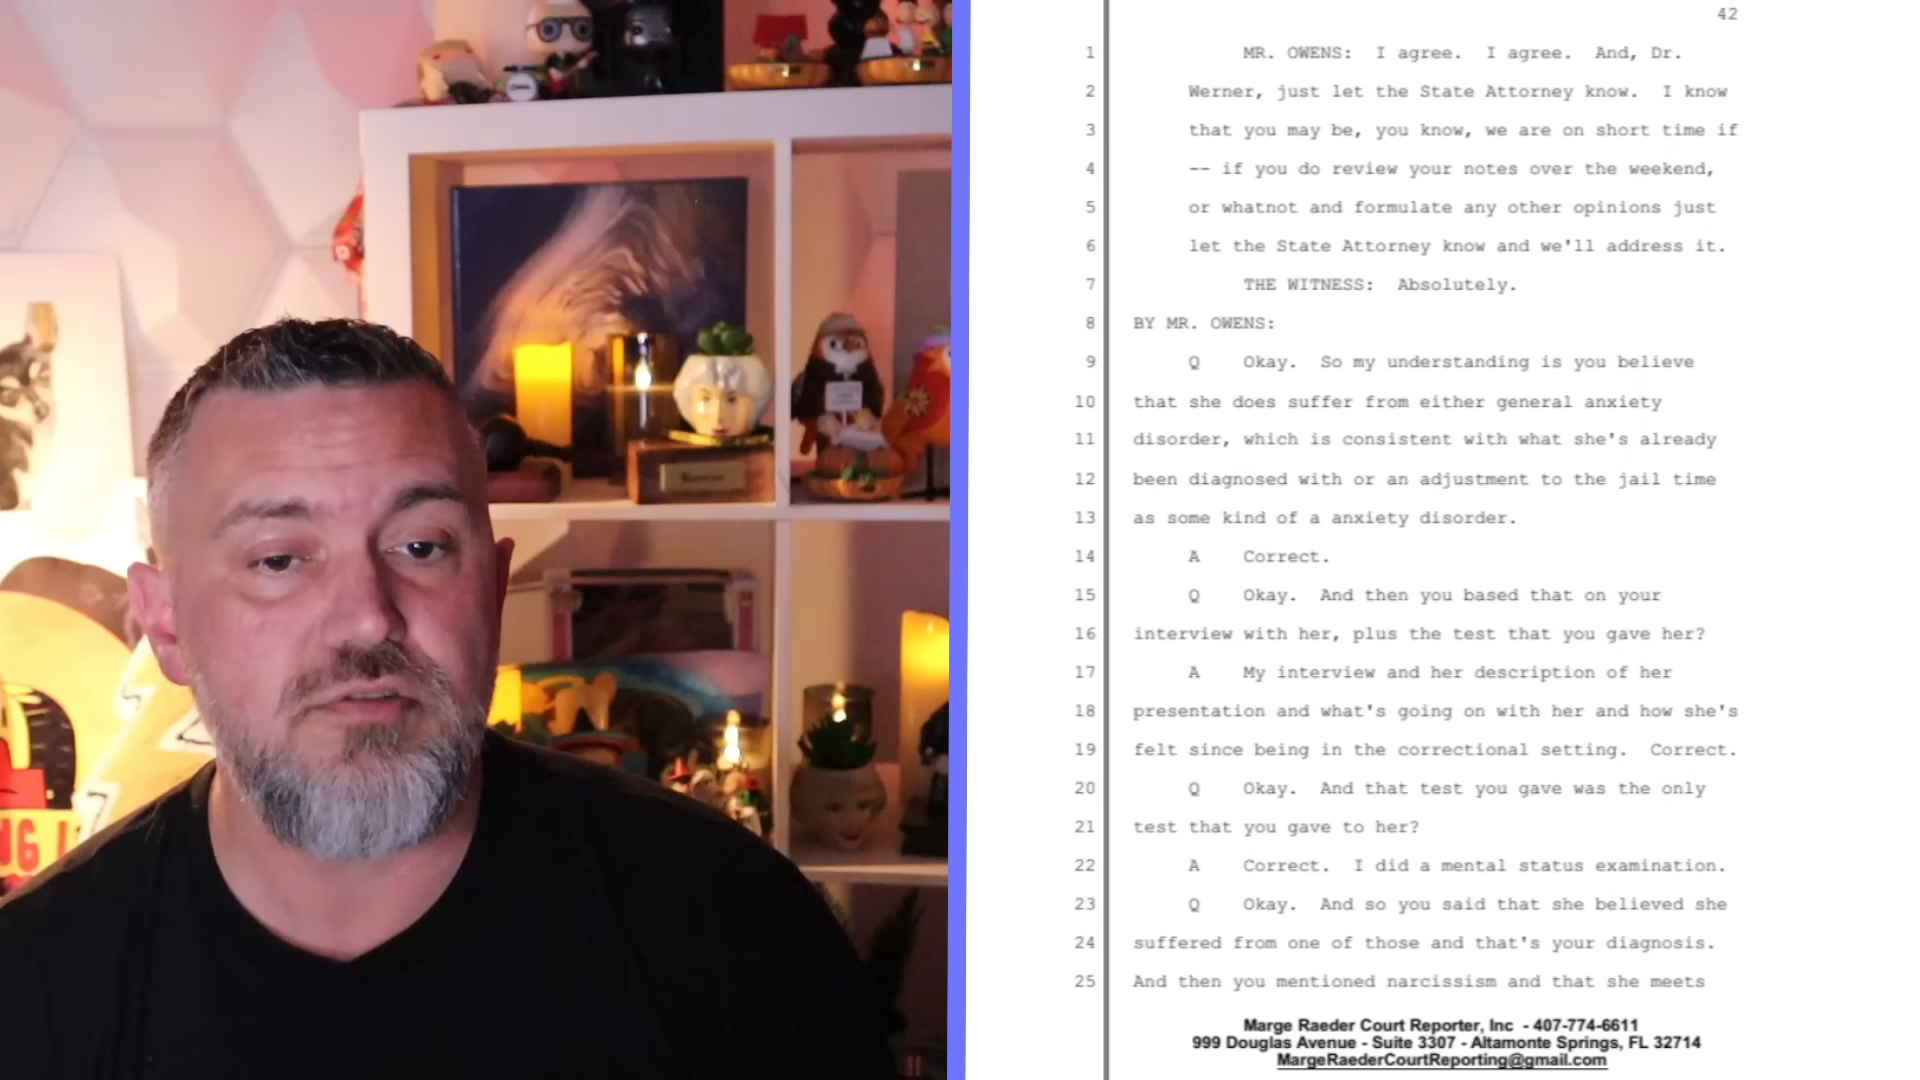 42
1 MR. OWENS: I agree. I agree. And, Dr.
2 Werner, just let the State Attorney know. I know
3 that you may be, you know, we are on short time if
4 -- if you do review your notes over the weekend,
5 or whatnot and formulate any other opinions just
6 let the State Attorney know and we'll address it.
7 THE WITNESS: Absolutely.
8 BY MR. OWENS:
9 Q Okay. So my understanding is you believe
10 that she does suffer from either general anxiety
11 disorder, which is consistent with what she's already
12 been diagnosed with or an adjustment to the jail time
13 as some kind of a anxiety disorder.
14 A Correct.
15 Q Okay. And then you based that on your
16 interview with her, plus the test that you gave her?
17 A My interview and her description of her
18 presentation and what's going on with her and how she's
19 felt since being in the correctional setting. Correct.
20 Q Okay. And that test you gave was the only
21 test that you gave to her?
22 A Correct. I did a mental status examination.
23 Q Okay. And so you said that she believed she
24 suffered from one of those and that's your diagnosis.
25 And then you mentioned narcissism and that she meets
Marge Raeder Court Reporter, Inc - 407-774-6611
999 Douglas Avenue - Suite 3307 - Altamonte Springs, FL 32714
MargeRaederCourtReporting@gmail.com